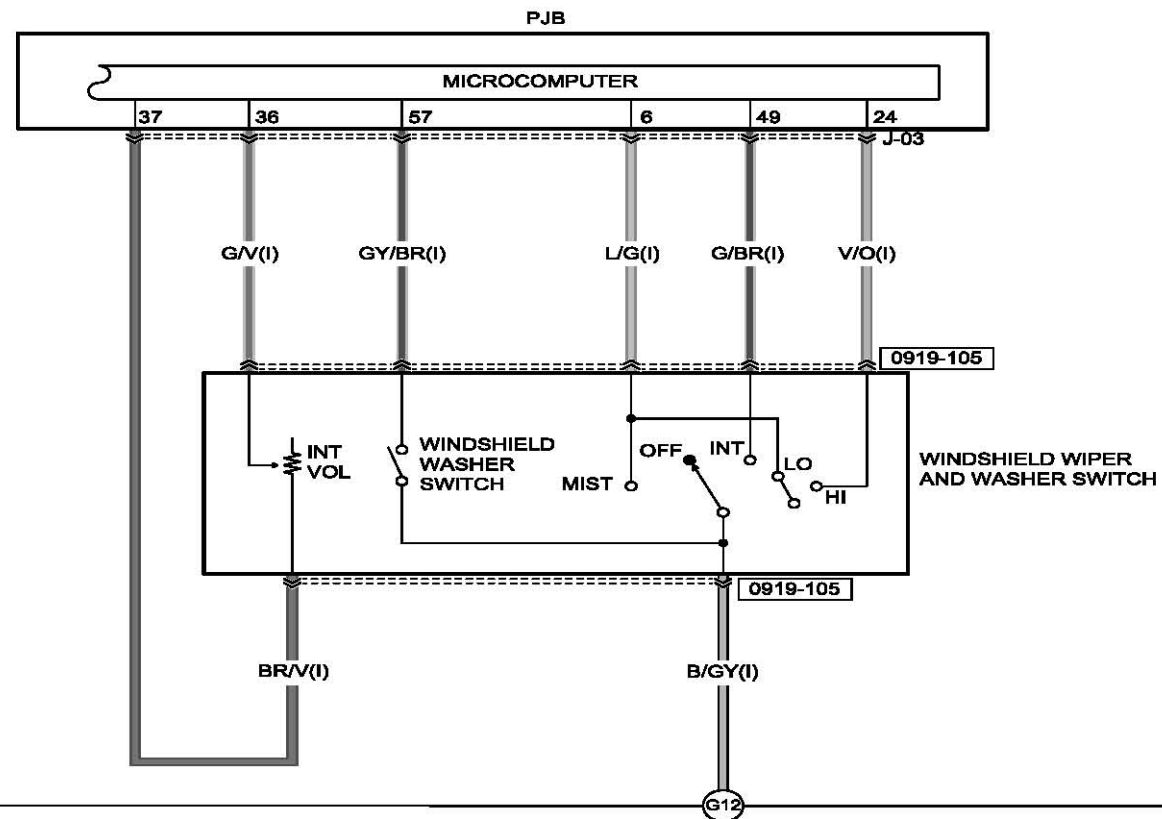 PJB
MICROCOMPUTER
37 36 57 6 49 24
J-03
G/V(I) GY/BR(I) L/G(I) G/BR(I) V/O(I)
0919-105
INT
VOL
WINDSHIELD
WASHER
SWITCH
MIST
OFF
INT
LO
HI
WINDSHIELD WIPER
AND WASHER SWITCH
0919-105
BR/V(I) B/GY(I)
G12